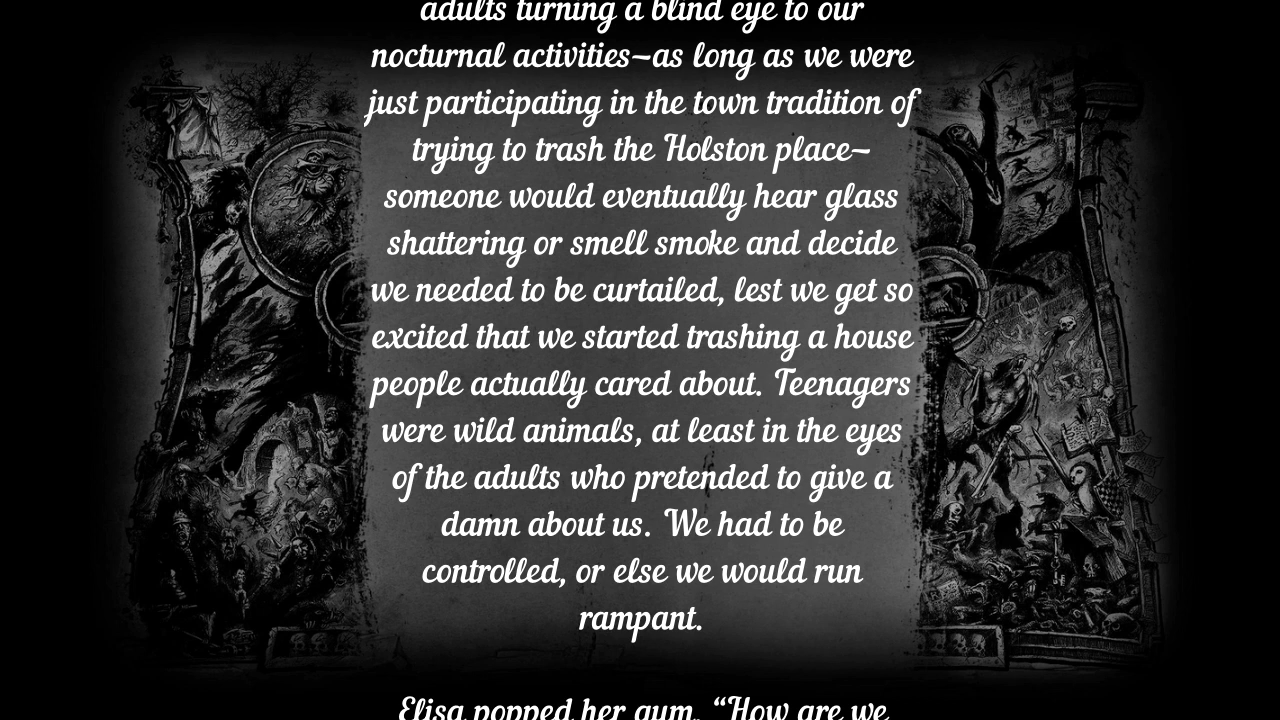 adults turning a blind eye to our
nocturnal activities—as long as we were
just participating in the town tradition of
trying to trash the Holston place—
someone would eventually hear glass
shattering or smell smoke and decide
we needed to be curtailed, lest we get so
excited that we started trashing a house
people actually cared about. Teenagers
were wild animals, at least in the eyes
of the adults who pretended to give a
damn about us. We had to be
controlled, or else we would run
rampant.
Elisa popped her gum. “How are we